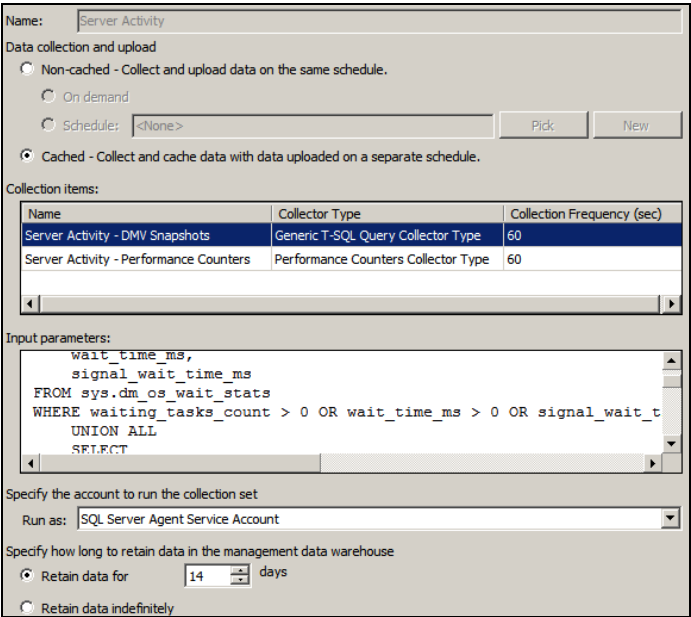 Name: Server Activity
Data collection and upload
Non-cached - Collect and upload data on the same schedule.
On demand
Schedule: <None> Pick New
Cached - Collect and cache data with data uploaded on a separate schedule.
Collection items:
Name Collector Type Collection Frequency (sec)
Server Activity - DMV Snapshots Generic T-SQL Query Collector Type 60
Server Activity - Performance Counters Performance Counters Collector Type 60
Input parameters:
wait_time_ms,
signal_wait_time_ms
FROM sys.dm_os_wait_stats
WHERE waiting_tasks_count > 0 OR wait_time_ms > 0 OR signal_wait_t
UNION ALL
SELECT
Specify the account to run the collection set
Run as: SQL Server Agent Service Account
Specify how long to retain data in the management data warehouse
Retain data for 14 days
Retain data indefinitely